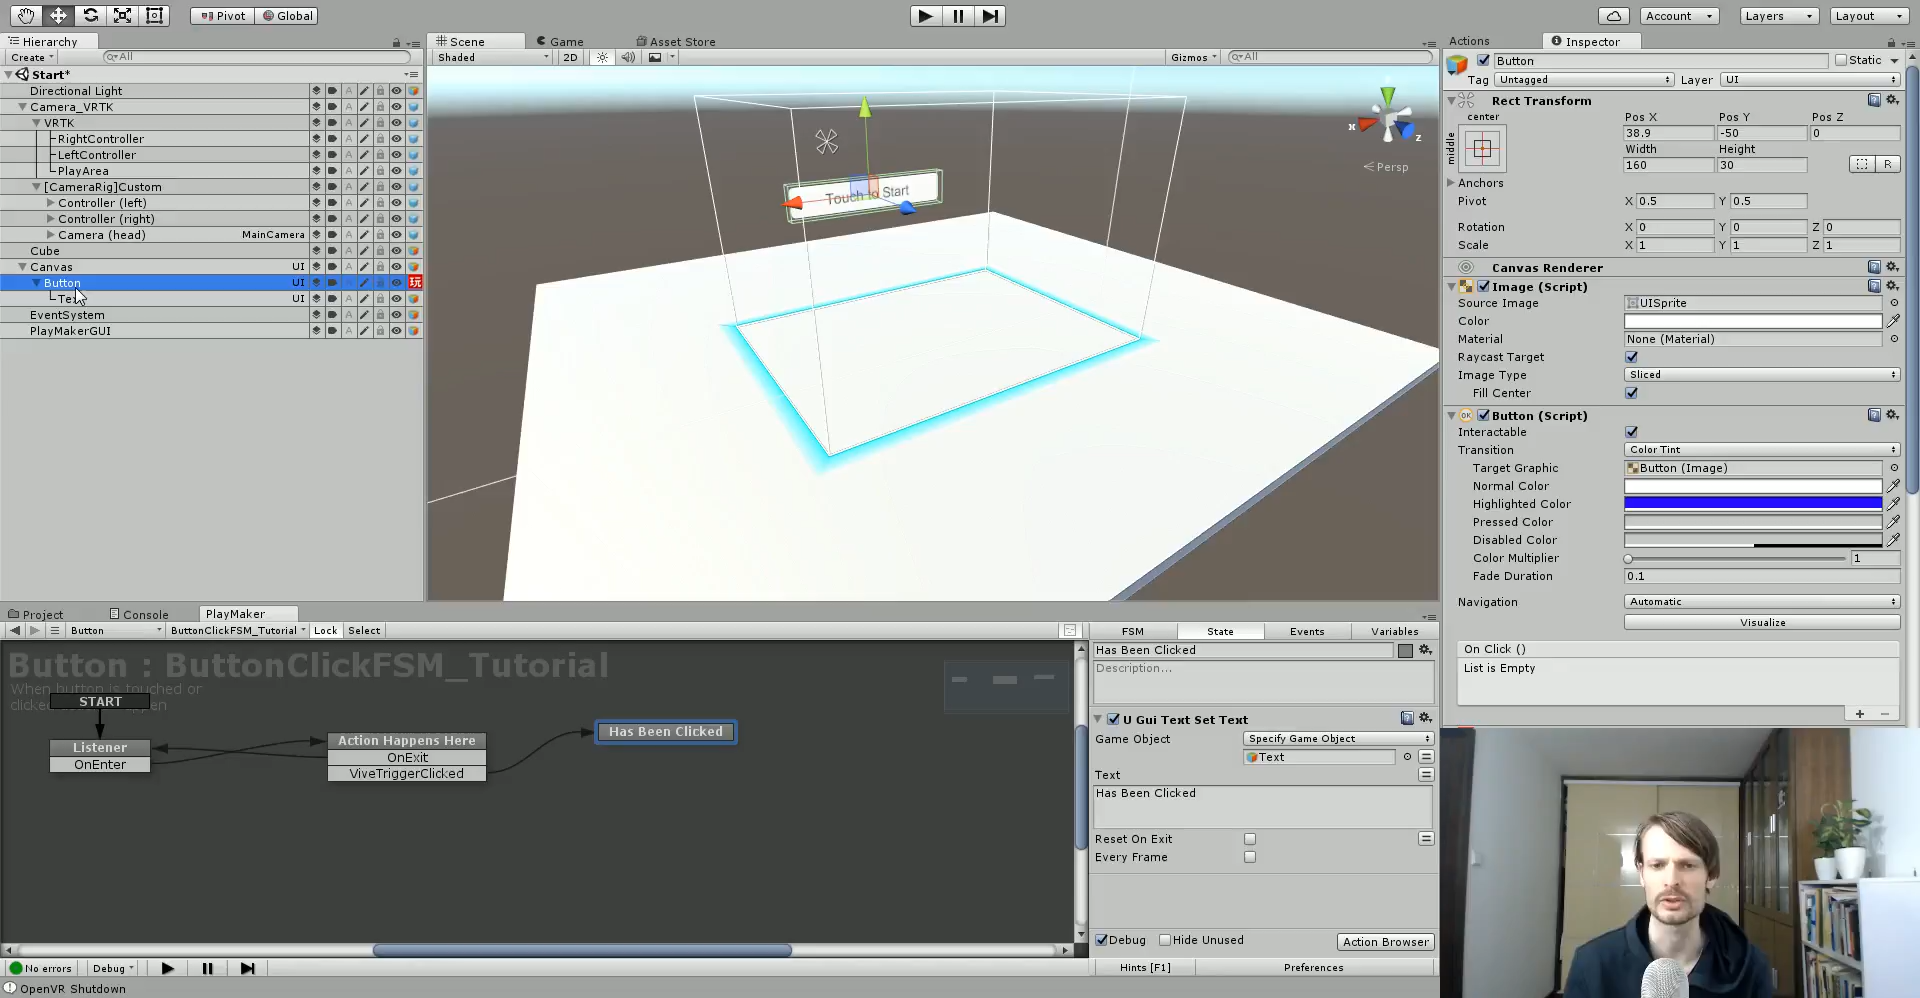 Pivot Global Account Layers Layout
Hierarchy Scene Game Asset Store Actions Inspector
Create All Shaded 2D Gizmos All
Button Static
Tag Untagged Layer UI
Start*
Directional Light
Camera_VRTK
VRTK
RightController
LeftController
PlayArea
[CameraRig]Custom
Controller (left)
Controller (right)
Camera (head) MainCamera
Cube
Canvas UI
Button UI
Te UI
EventSystem
PlayMakerGUI
Touch to Start
x z
Persp
Rect Transform
center Pos X Pos Y Pos Z
middle 38.9 -50 0
Width Height
160 30
R
Anchors
Pivot X 0.5 Y 0.5
Rotation X 0 Y 0 Z 0
Scale X 1 Y 1 Z 1
Canvas Renderer
Image (Script)
Source Image UISprite
Color
Material None (Material)
Raycast Target
Image Type Sliced
Fill Center
OK Button (Script)
Interactable
Transition Color Tint
Target Graphic Button (Image)
Normal Color
Highlighted Color
Pressed Color
Disabled Color
Color Multiplier 1
Fade Duration 0.1
Navigation Automatic
Visualize
On Click ()
List is Empty
Project Console PlayMaker
Button ButtonClickFSM_Tutorial Lock Select
Button : ButtonClickFSM_Tutorial
When button is touched or
START
Listener
OnEnter
Action Happens Here
OnExit
ViveTriggerClicked
Has Been Clicked
FSM State Events Variables
Has Been Clicked
Description...
U Gui Text Set Text
Game Object Specify Game Object
Text
Text
Has Been Clicked
Reset On Exit
Every Frame
Debug Hide Unused Action Browser
Hints [F1] Preferences
No errors Debug
OpenVR Shutdown